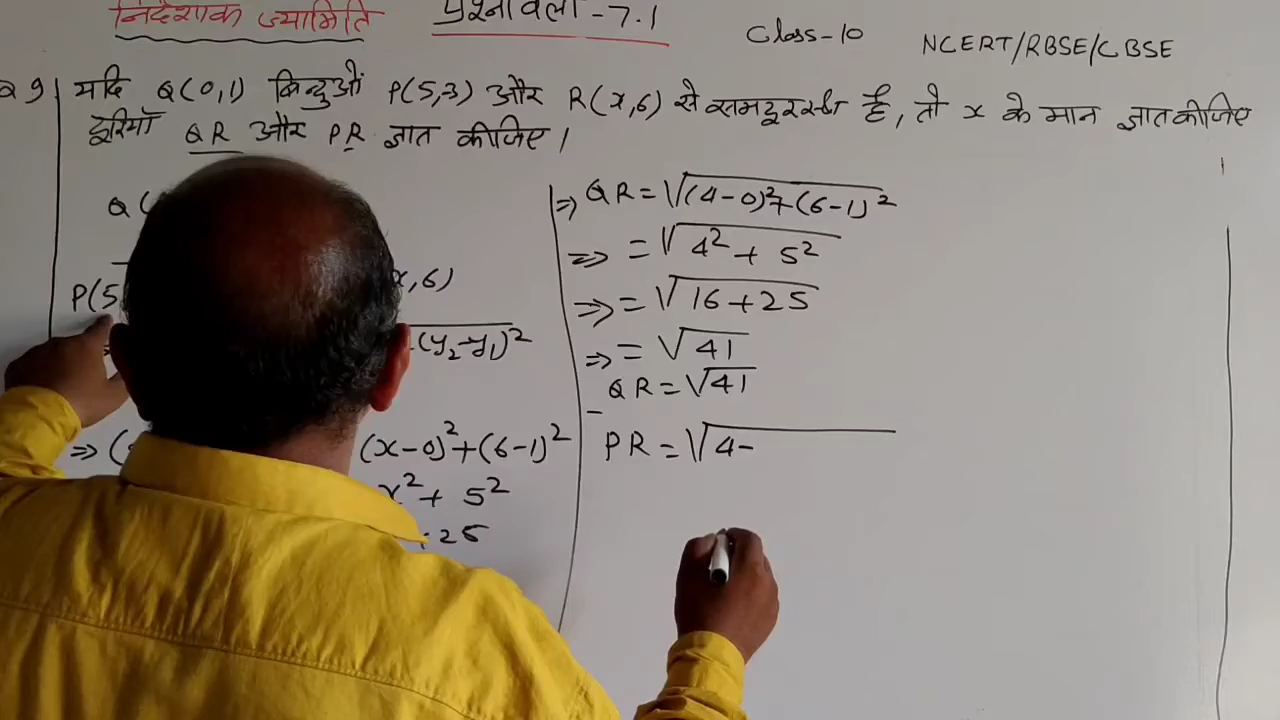 निर्देशांक ज्यामिति प्रश्नावली-7.1 Class-10 NCERT/RBSE/CBSE
Q 9 यदि Q(0,1) बिन्दुओं P(5,-3) और R(x,6) से समदूरस्थ है, तो x के मान ज्ञात कीजिए
दूरियाँ QR और PR ज्ञात कीजिए।
Q(
P(5 x,6)
(y₂-y₁)²
⇒ ( (x-0)²+(6-1)²
x²+ 5²
+25
⇒ QR = √(4-0)²+(6-1)²
⇒ = √4² + 5²
⇒ = √16+25
⇒ = √41
QR = √41
PR = √4-